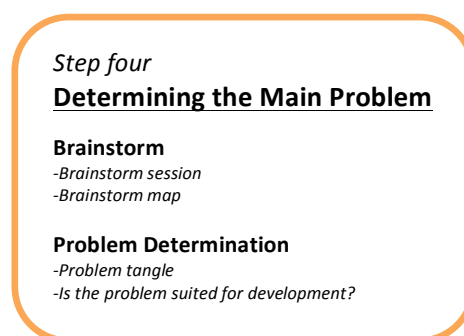 Step four
Determining the Main Problem
Brainstorm
-Brainstorm session
-Brainstorm map
Problem Determination
-Problem tangle
-Is the problem suited for development?